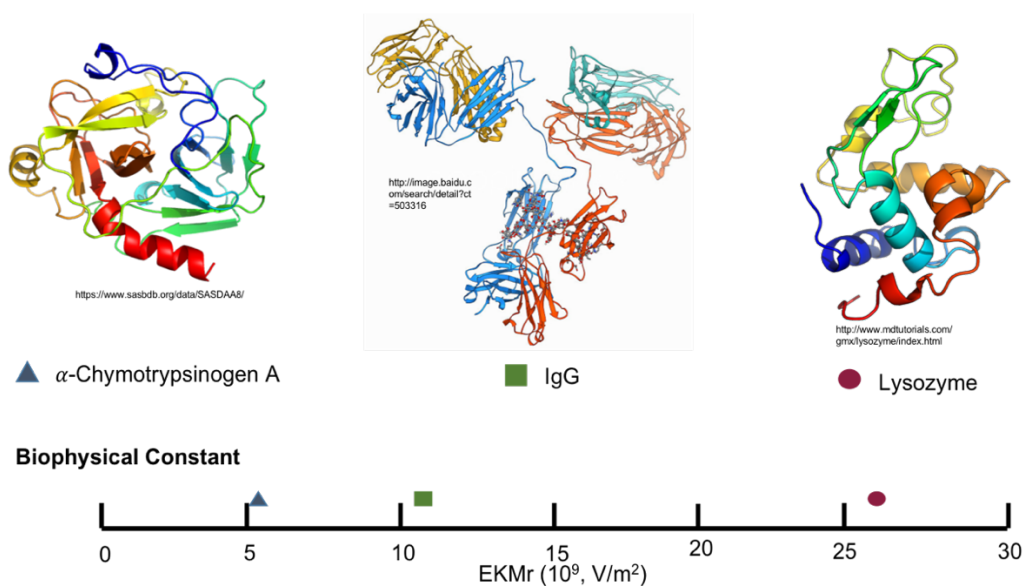 http://image.baidu.c
om/search/detail?ct
=503316
https://www.sasbdb.org/data/SASDAA8/
http://www.mdtutorials.com/
gmx/lysozyme/index.html
𝛼-Chymotrypsinogen A
IgG
Lysozyme
Biophysical Constant
0 5 10 15 20 25 30
EKMr (10⁹, V/m²)